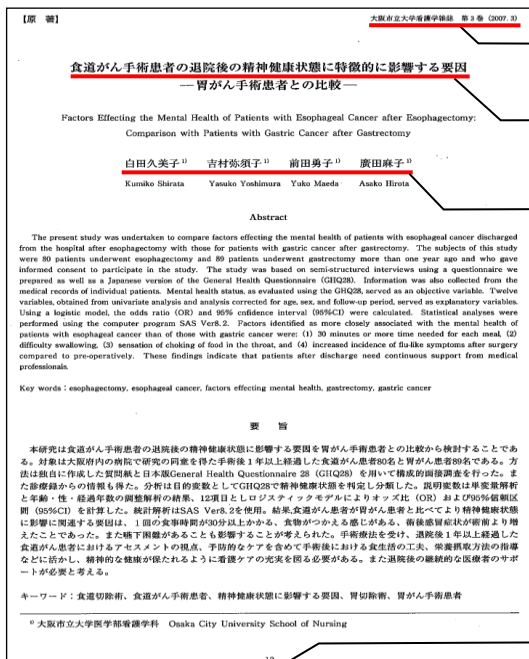 【原 著】
大阪市立大学看護学雑誌 第3巻(2007.3)
食道がん手術患者の退院後の精神健康状態に特徴的に影響する要因
―胃がん手術患者との比較―
Factors Effecting the Mental Health of Patients with Esophageal Cancer after Esophagectomy:
Comparison with Patients with Gastric Cancer after Gastrectomy
白田久美子¹⁾ 吉村弥須子¹⁾ 前田勇子¹⁾ 廣田麻子¹⁾
Kumiko Shirata Yasuko Yoshimura Yuko Maeda Asako Hirota
Abstract
The present study was undertaken to compare factors effecting the mental health of patients with esophageal cancer discharged
from the hospital after esophagectomy with those for patients with gastric cancer after gastrectomy. The subjects of this study
were 80 patients underwent esophagectomy and 89 patients underwent gastrectomy more than one year ago and who gave
informed consent to participate in the study. The study was based on semi-structured interviews using a questionnaire we
prepared as well as a Japanese version of the General Health Questionnaire (GHQ28). Information was also collected from the
medical records of individual patients. Mental health status, as evaluated using the GHQ28, served as an objective variable. Twelve
variables, obtained from univariate analysis and analysis corrected for age, sex, and follow-up period, served as explanatory variables.
Using a logistic model, the odds ratio (OR) and 95% cnfidence interval (95%CI) were calculated. Statistical analyses were
performed using the computer program SAS Ver8.2. Factors identified as more closely associated with the mental health of
patients with esophageal cancer than of those with gastric cancer were: (1) 30 minutes or more time needed for each meal, (2)
difficulty swallowing, (3) sensation of choking of food in the throat, and (4) increased incidence of flu-like symptoms after surgery
compared to pre-operatively. These findings indicate that patients after discharge need continuous support from medical
professionals.
Key words : esophagectomy, esophageal cancer, factors effecting mental health, gastrectomy, gastric cancer
要 旨
本研究は食道がん手術患者の退院後の精神健康状態に影響する要因を胃がん手術患者との比較から検討することであ
る。対象は大阪府内の病院で研究の同意を得た手術後1年以上経過した食道がん患者80名と胃がん患者89名である。方
法は独自に作成した質問紙と日本版General Health Questionnaire 28(GHQ28)を用いて構成的面接調査を行った。ま
た診療録からの情報も得た。分析は目的変数としてGHQ28で精神健康状態を判定し分類した。説明変数は単変量解析
と年齢・性・経過年数の調整解析の結果、12項目としロジスティックモデルによりオッズ比(OR)および95%信頼区
間(95%CI)を計算した。統計解析はSAS Ver8.2を使用。結果,食道がん患者が胃がん患者と比べてより精神健康状態
に影響に関連する要因は、1回の食事時間が30分以上かかる、食物がつかえる感じがある、術後感冒症状が術前より増
えたことであった。また嚥下困難があることも影響することが考えられた。手術療法を受け、退院後1年以上経過した
食道がん患者におけるアセスメントの視点、予防的なケアを含めて手術後における食生活の工夫、栄養摂取方法の指導
などに活かし、精神的な健康が保たれるように看護ケアの充実を図る必要がある。また退院後の継続的な医療者のサポー
トが必要と考える。
キーワード:食道切除術、食道がん手術患者、精神健康状態に影響する要因、胃切除術、胃がん手術患者
¹⁾ 大阪市立大学医学部看護学科 Osaka City University School of Nursing